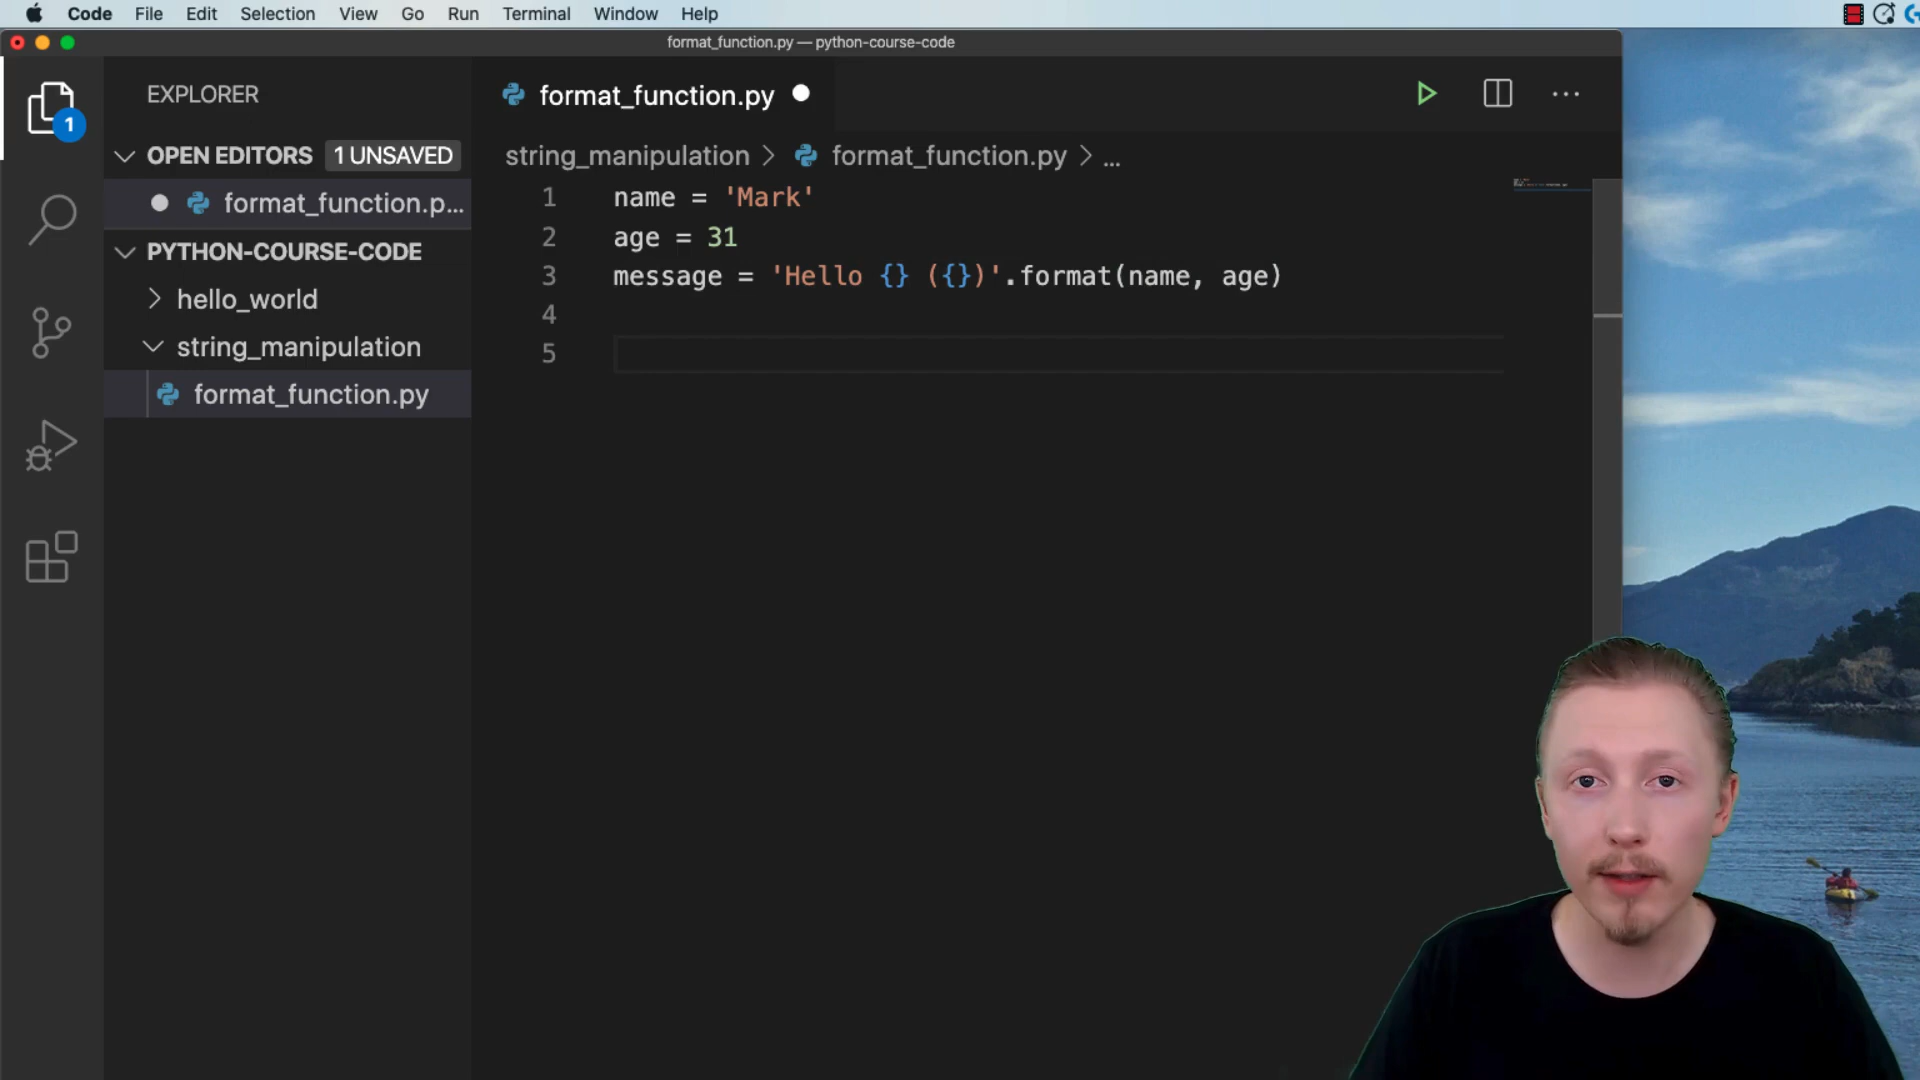 Code File Edit Selection View Go Run Terminal Window Help
format_function.py — python-course-code
EXPLORER
OPEN EDITORS 1 UNSAVED
format_function.p...
PYTHON-COURSE-CODE
hello_world
string_manipulation
format_function.py
1
format_function.py
string_manipulation > format_function.py > ...
1 name = 'Mark'
2 age = 31
3 message = 'Hello {} ({})'.format(name, age)
4
5